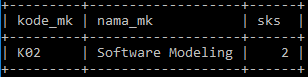 kode_mk | nama_mk | sks
K02 | Software Modeling | 2